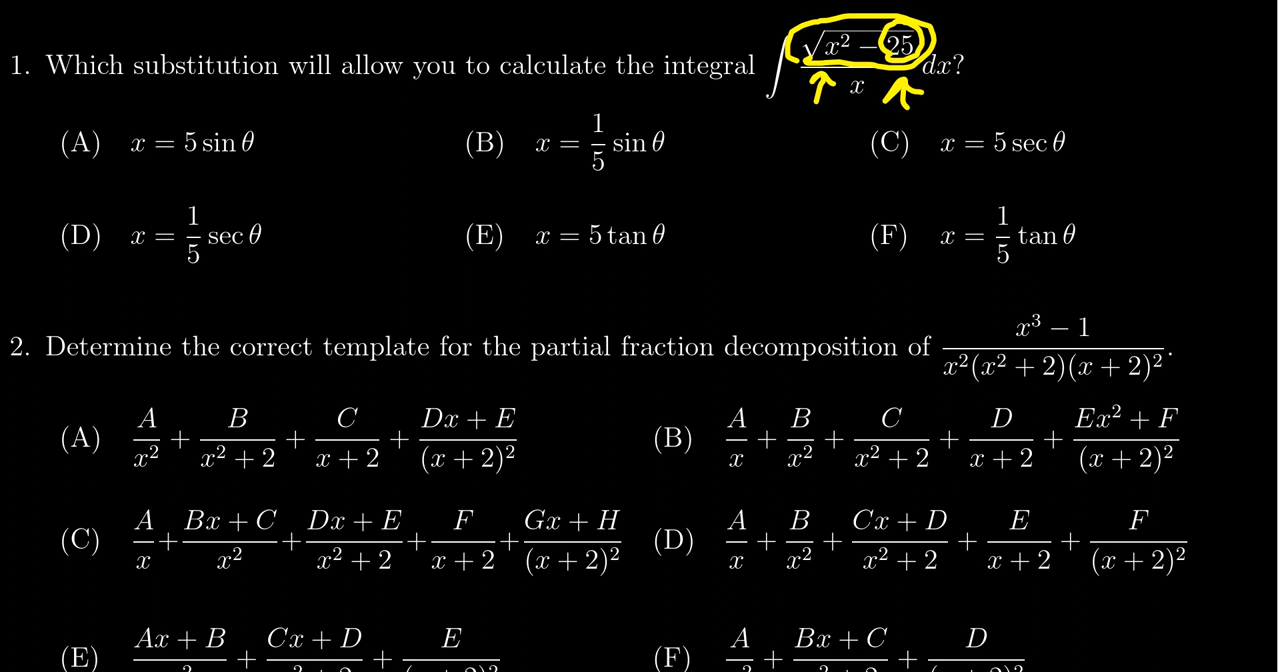 1. Which substitution will allow you to calculate the integral ∫ √(x² − 25) / x dx?
(A) x = 5 sin θ (B) x = 1/5 sin θ (C) x = 5 sec θ
(D) x = 1/5 sec θ (E) x = 5 tan θ (F) x = 1/5 tan θ
2. Determine the correct template for the partial fraction decomposition of (x³ − 1) / (x²(x² + 2)(x + 2)²).
(A) A/x² + B/(x² + 2) + C/(x + 2) + (Dx + E)/(x + 2)² (B) A/x + B/x² + C/(x² + 2) + D/(x + 2) + (Ex² + F)/(x + 2)²
(C) A/x + (Bx + C)/x² + (Dx + E)/(x² + 2) + F/(x + 2) + (Gx + H)/(x + 2)² (D) A/x + B/x² + (Cx + D)/(x² + 2) + E/(x + 2) + F/(x + 2)²
(E) Ax + B + Cx + D + E (F) A + Bx + C + D